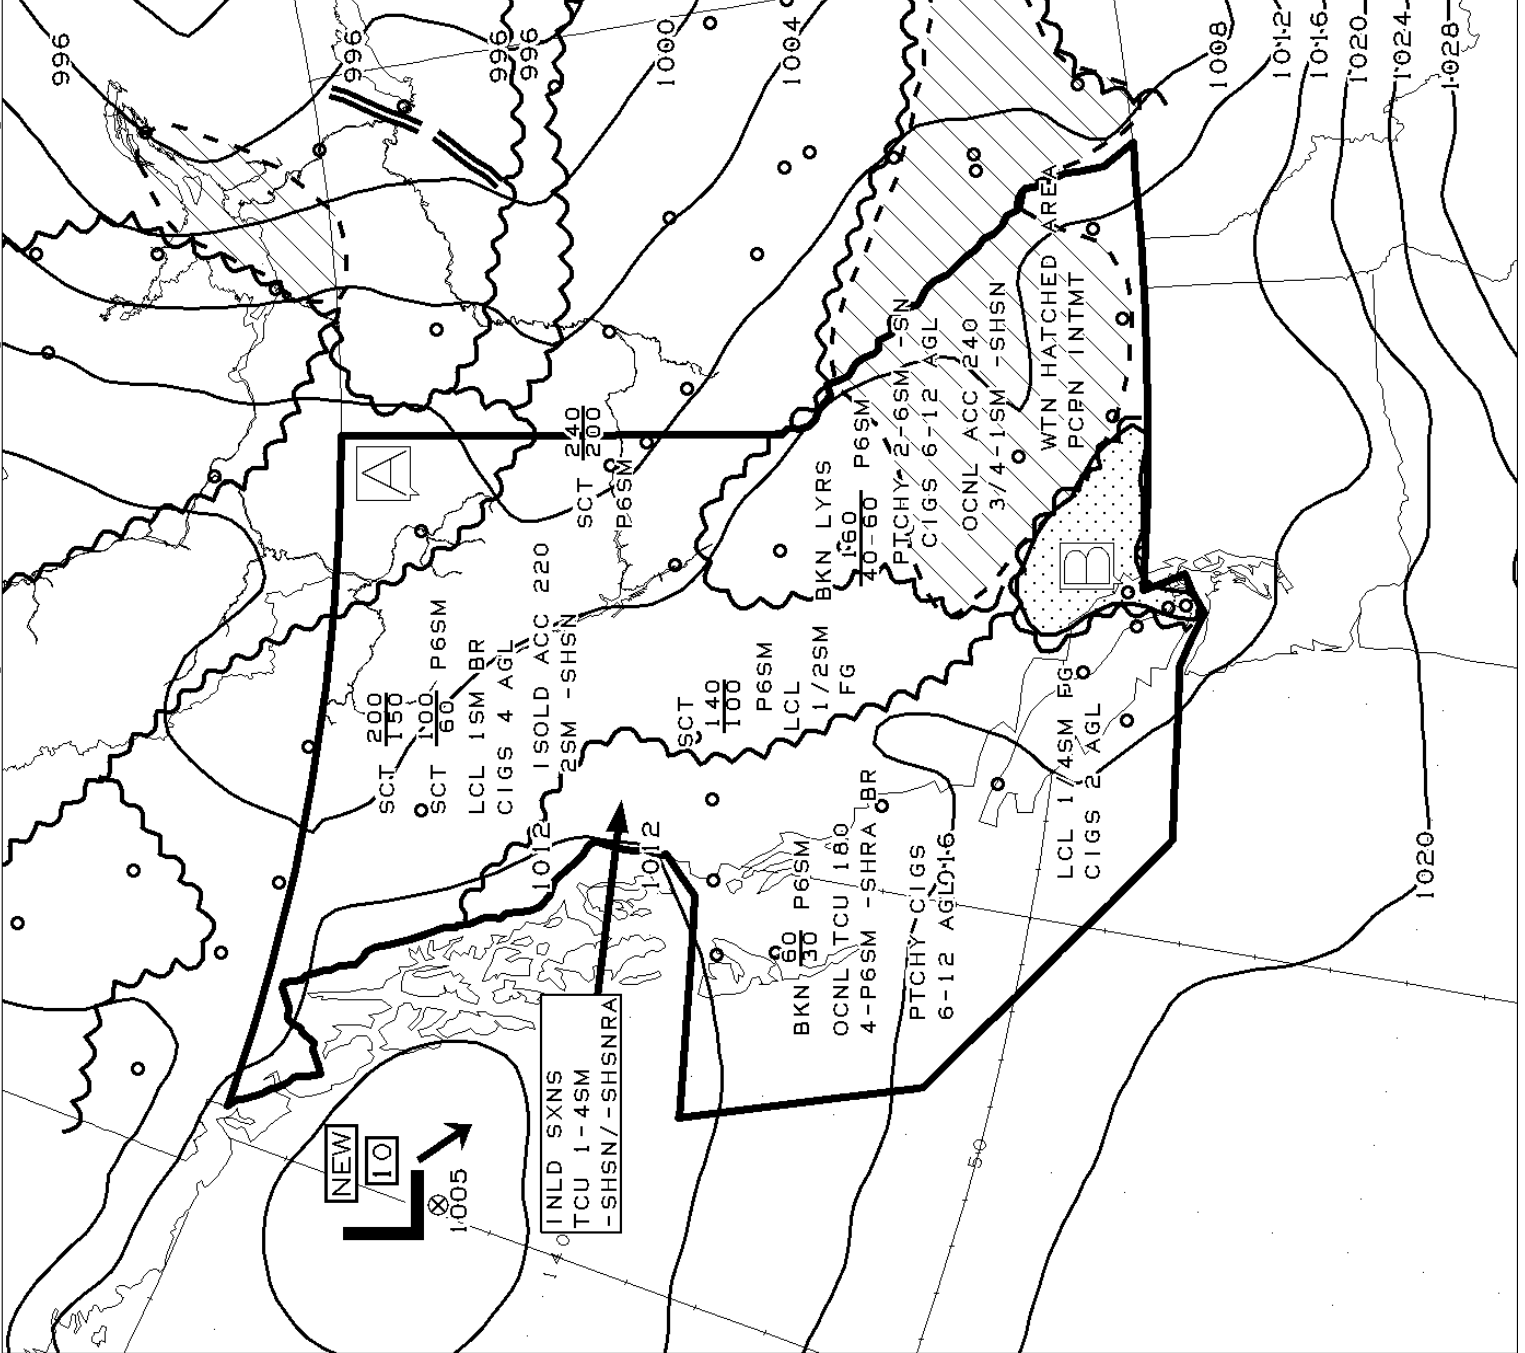 996
996
996
996
1000
1004
1008
1012
1016
1020
1024
1028
A
SCT 240
200
P6SM
SCT 200
150
SCT 100 P6SM
60
LCL 1SM BR
CIGS 4 AGL
ISOLD ACC 220
2SM -SHSN
SCT 140
100
P6SM
LCL
1/2SM
FG
BKN LYRS
160
40-60 P6SM
PTCHY 2-6SM -SN
CIGS 6-12 AGL
OCNL ACC 240
3/4-1SM -SHSN
WTN HATCHED AREA
PCPN INTMT
B
LCL 1/4SM FG
CIGS 2 AGL
1012
1012
BKN 60 P6SM
30
OCNL TCU 180
4-P6SM -SHRA BR
PTCHY CIGS
6-12 AGL
1016
1020
INLD SXNS
TCU 1-4SM
-SHSN/-SHSNRA
NEW
10
L
1005
140
50